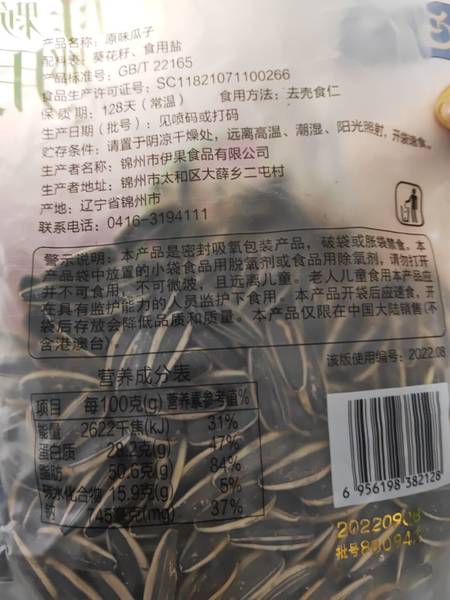 产品名称：原味瓜子
配料表：葵花籽、食用盐
产品标准号：GB/T 22165
食品生产许可证号：SC11821071100266
保质期：128天（常温） 食用方法：去壳食仁
生产日期（批号）：见喷码或打码
贮存条件：请置于阴凉干燥处，远离高温、潮湿、阳光照射，开袋速食。
生产者名称：锦州市伊果食品有限公司
生产者地址：锦州市太和区大薛乡二屯村
产地：辽宁省锦州市
联系电话：0416-3194111
警示说明：本产品是密封吸氧包装产品，破袋或胀袋禁食。本
产品袋中放置的小袋食品用脱氧剂或食品用除氧剂，请勿打开
并不可食用，不可微波，且远离儿童。老人儿童食用本产品应
在具有监护能力的人员监护下食用。本产品开袋后应速食，开
袋后存放会降低品质和质量。本产品仅限在中国大陆销售(不
含港澳台)
该版使用编号：2022.08
营养成分表
项目 每100克(g) 营养素参考值%
能量 2622千焦(kJ) 31%
蛋白质 28.2克(g) 47%
脂肪 50.6克(g) 84%
碳水化合物 15.9克(g) 5%
钠 745毫克(mg) 37%
6 956198 382128
2022090
批号88094